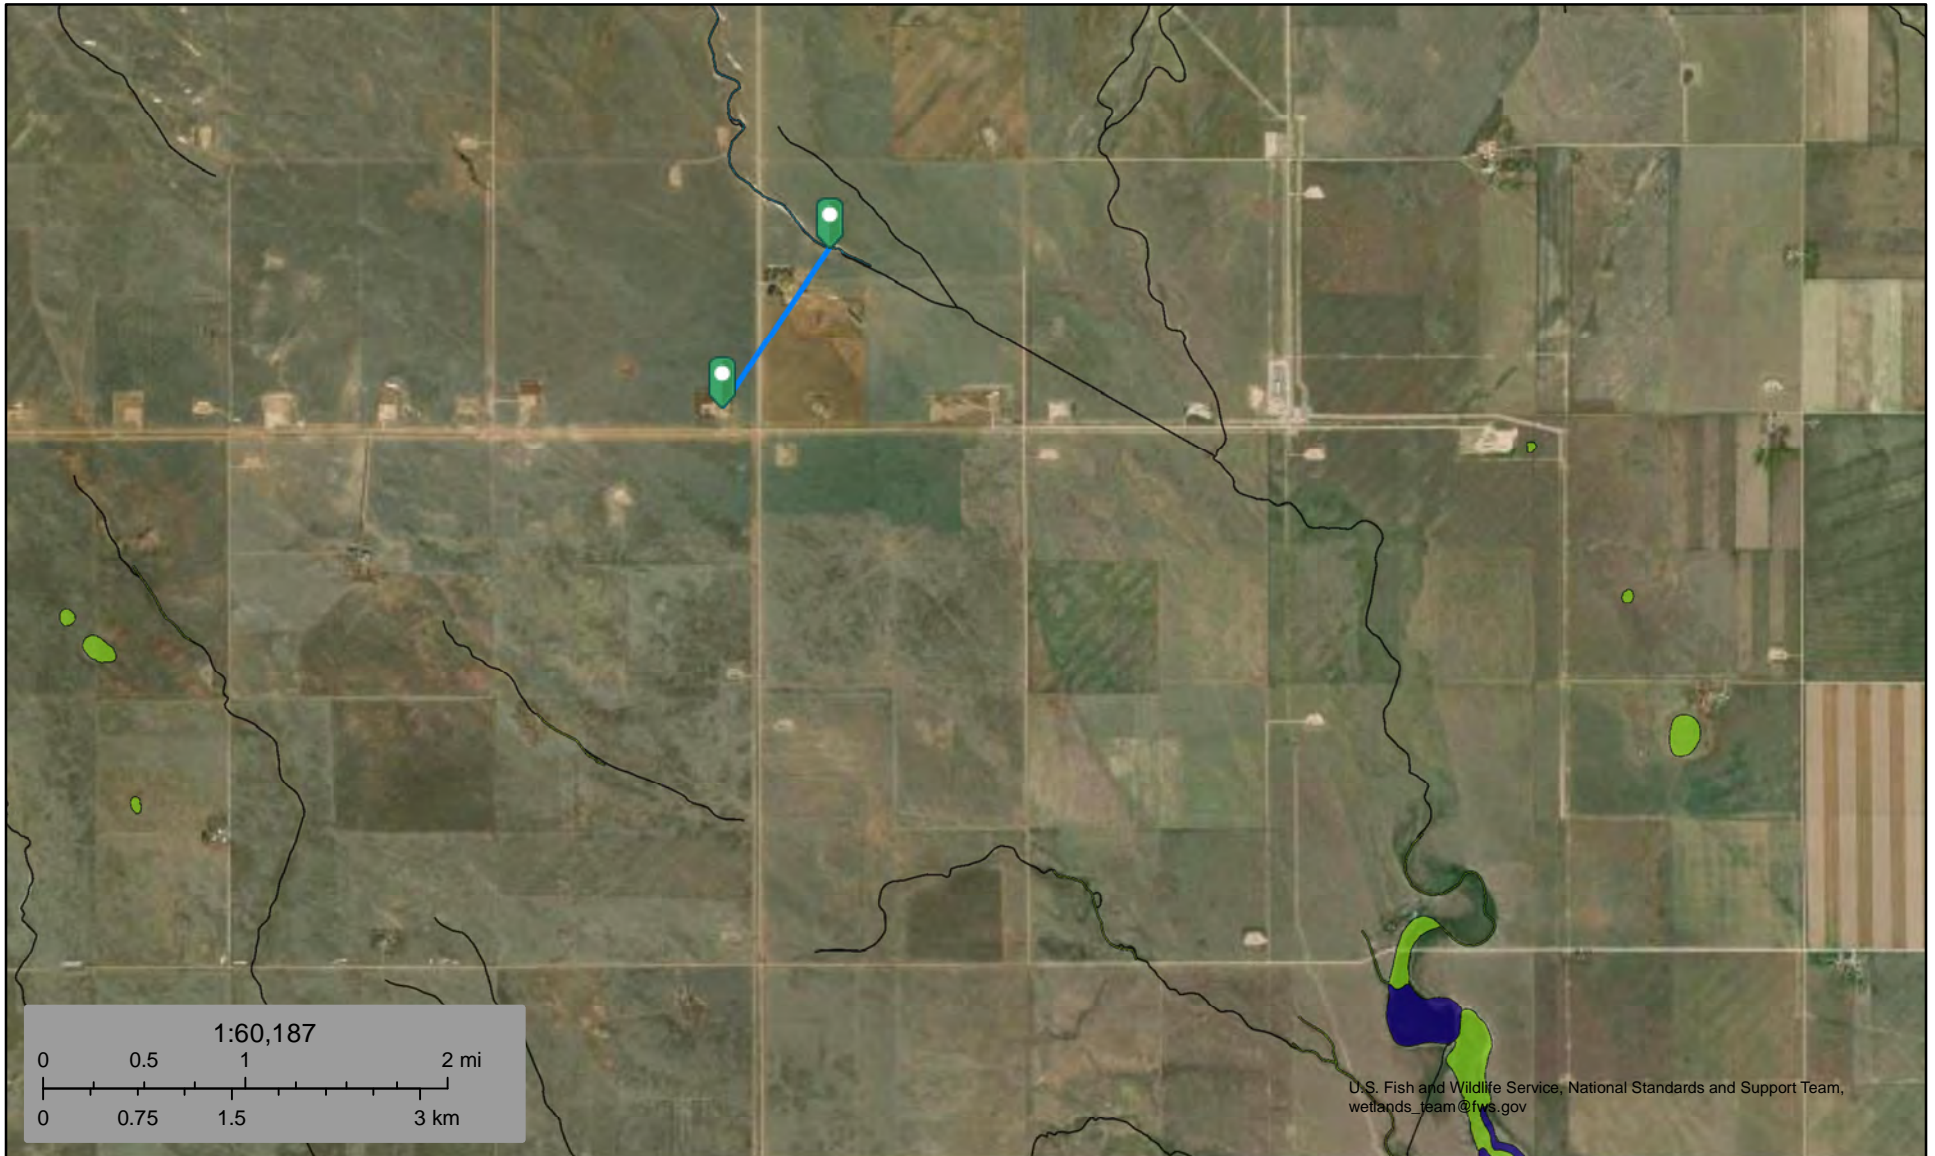 1:60,187
0 0.5 1 2 mi
0 0.75 1.5 3 km
U.S. Fish and Wildlife Service, National Standards and Support Team,
wetlands_team@fws.gov